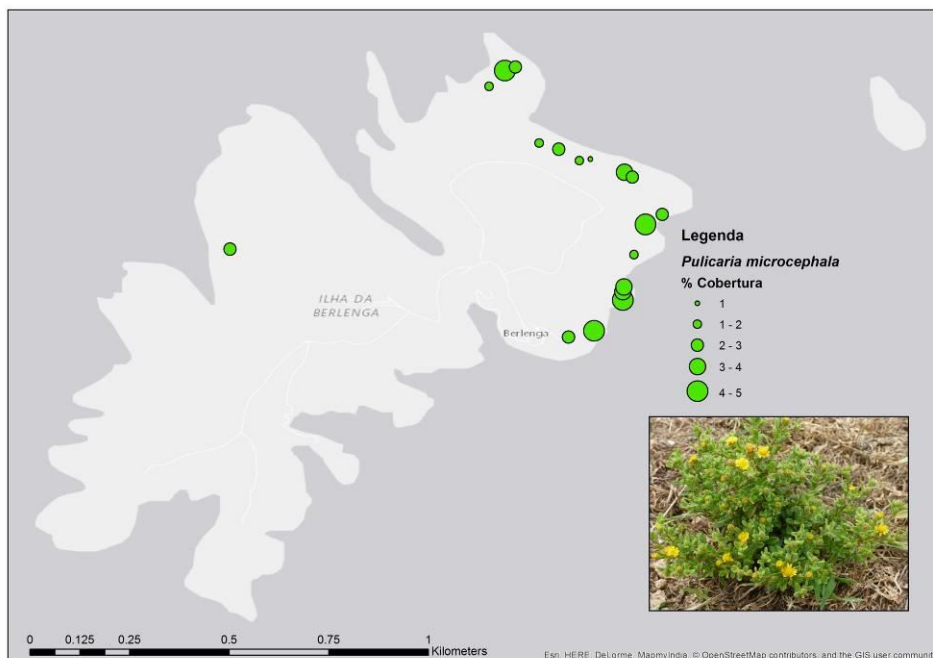 ILHA DA
BERLENGA
Berlenga
Legenda
Pulicaria microcephala
% Cobertura
1
1 - 2
2 - 3
3 - 4
4 - 5
0 0.125 0.25 0.5 0.75 1
Kilometers
Esri, HERE, DeLorme, MapmyIndia, © OpenStreetMap contributors, and the GIS user communit